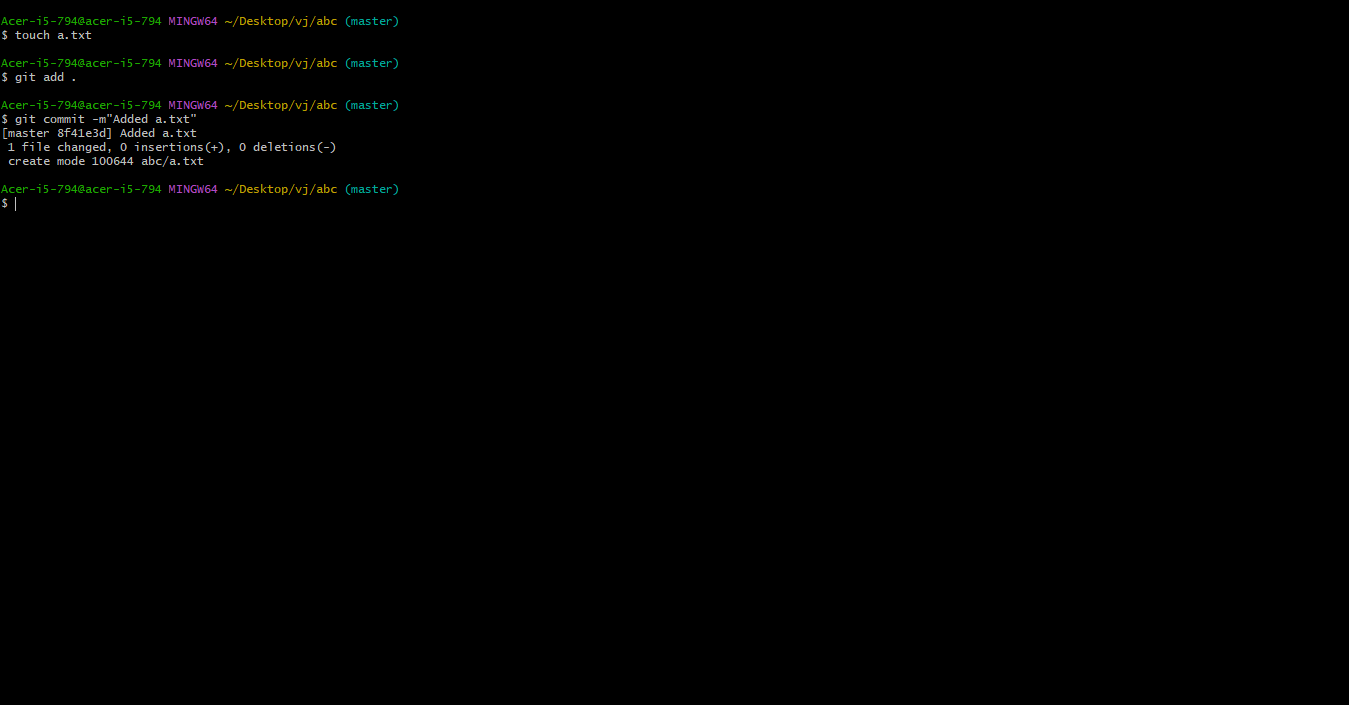 Acer-i5-794@acer-i5-794 MINGW64 ~/Desktop/vj/abc (master)
$ touch a.txt
Acer-i5-794@acer-i5-794 MINGW64 ~/Desktop/vj/abc (master)
$ git add .
Acer-i5-794@acer-i5-794 MINGW64 ~/Desktop/vj/abc (master)
$ git commit -m"Added a.txt"
[master 8f41e3d] Added a.txt
 1 file changed, 0 insertions(+), 0 deletions(-)
 create mode 100644 abc/a.txt
Acer-i5-794@acer-i5-794 MINGW64 ~/Desktop/vj/abc (master)
$